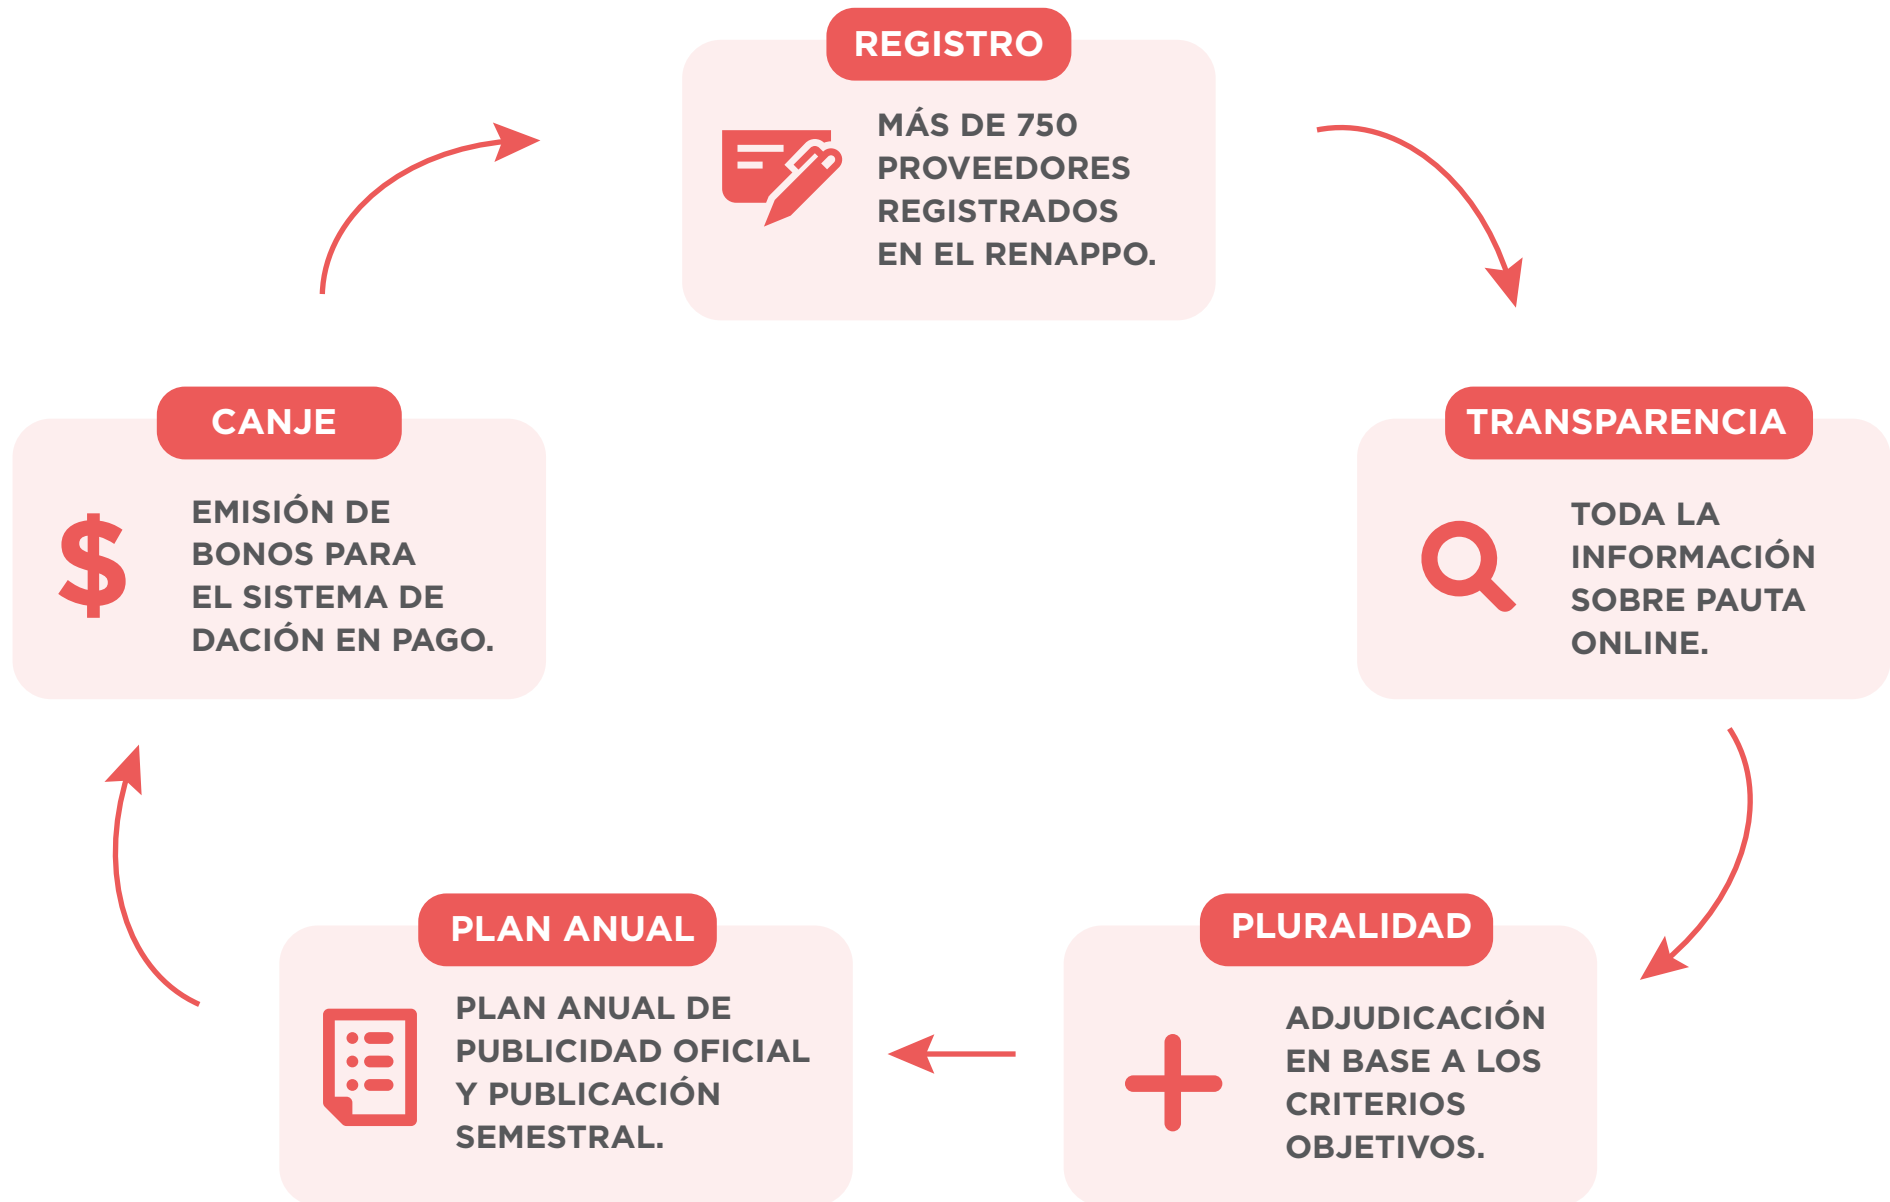 REGISTRO
MÁS DE 750
PROVEEDORES
REGISTRADOS
EN EL RENAPPO.
TRANSPARENCIA
TODA LA
INFORMACIÓN
SOBRE PAUTA
ONLINE.
PLURALIDAD
ADJUDICACIÓN
EN BASE A LOS
CRITERIOS
OBJETIVOS.
PLAN ANUAL
PLAN ANUAL DE
PUBLICIDAD OFICIAL
Y PUBLICACIÓN
SEMESTRAL.
CANJE
$
EMISIÓN DE
BONOS PARA
EL SISTEMA DE
DACIÓN EN PAGO.